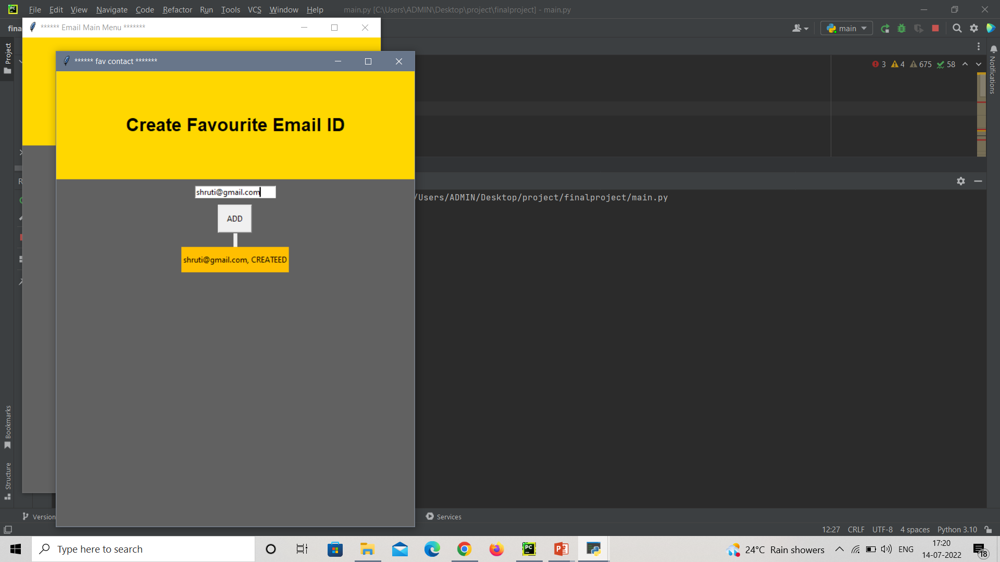 File Edit View Navigate Code Refactor Run Tools VCS Window Help main.py [C:\Users\ADMIN\Desktop\project\finalproject] - main.py
fina
main
****** Email Main Menu *******
****** fav contact *******
Project
Notifications
3 4 675 58
Create Favourite Email ID
R
shruti@gmail.com
/Users/ADMIN/Desktop/project/finalproject/main.py
ADD
shruti@gmail.com, CREATEED
Bookmarks
Structure
Version
Services
12:27 CRLF UTF-8 4 spaces Python 3.10
Type here to search
24°C Rain showers
ENG
17:20
14-07-2022
18